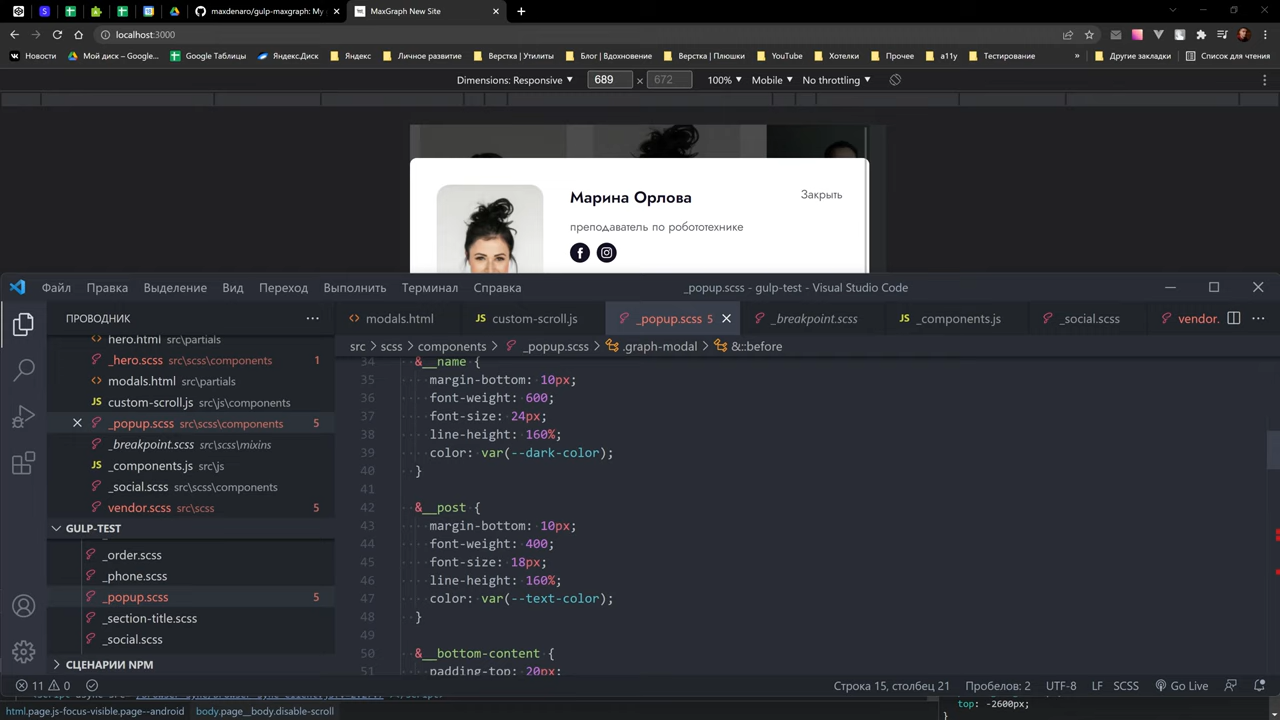 maxdenaro/gulp-maxgraph: My
MaxGraph New Site
localhost:3000
Новости
Мой диск – Google...
Google Таблицы
Яндекс.Диск
Яндекс
Личное развитие
Верстка | Утилиты
Блог | Вдохновение
Верстка | Плюшки
YouTube
Хотелки
Прочее
a11y
Тестирование
»
Другие закладки
Список для чтения
Dimensions: Responsive
689 × 672
100%
Mobile
No throttling
Марина Орлова
Закрыть
преподаватель по робототехнике
Файл Правка Выделение Вид Переход Выполнить Терминал Справка
_popup.scss - gulp-test - Visual Studio Code
ПРОВОДНИК
modals.html
custom-scroll.js
_popup.scss 5
_breakpoint.scss
_components.js
_social.scss
vendor.
src > scss > components > _popup.scss > .graph-modal > &::before
hero.html src\partials
_hero.scss src\scss\components 1
modals.html src\partials
custom-scroll.js src\js\components
_popup.scss src\scss\components 5
_breakpoint.scss src\scss\mixins
_components.js src\js
_social.scss src\scss\components
vendor.scss src\scss 5
GULP-TEST
_order.scss
_phone.scss
_popup.scss 5
_section-title.scss
_social.scss
СЦЕНАРИИ NPM
34 &__name {
35 margin-bottom: 10px;
36 font-weight: 600;
37 font-size: 24px;
38 line-height: 160%;
39 color: var(--dark-color);
40 }
41
42 &__post {
43 margin-bottom: 10px;
44 font-weight: 400;
45 font-size: 18px;
46 line-height: 160%;
47 color: var(--text-color);
48 }
49
50 &__bottom-content {
51 padding-top: 20px;
11 0
Строка 15, столбец 21
Пробелов: 2
UTF-8
LF
SCSS
Go Live
html.page.js-focus-visible.page--android
body.page__body.disable-scroll
top: -2600px;
}